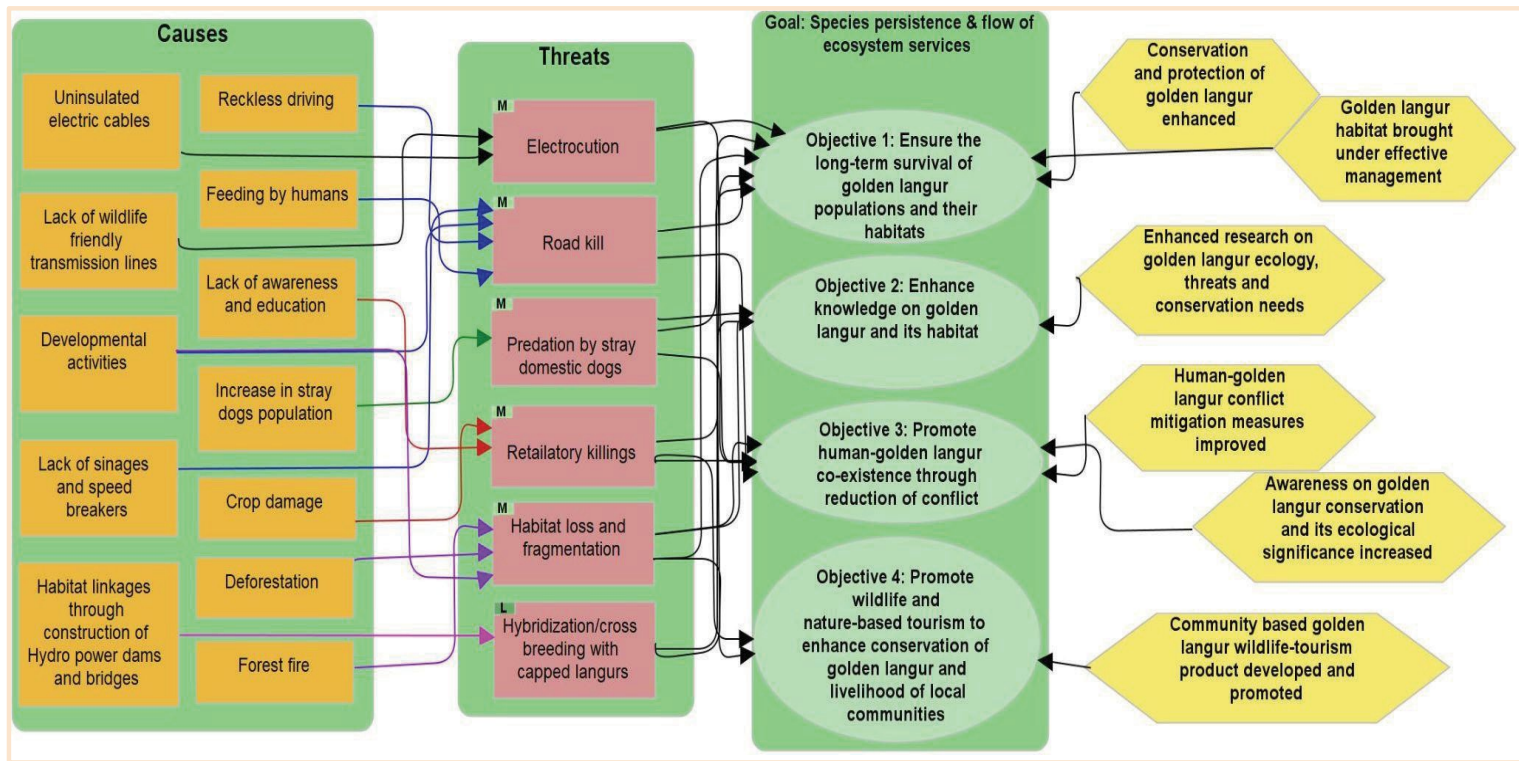 Causes
Uninsulated
electric cables
Lack of wildlife
friendly
transmission lines
Developmental
activities
Lack of sinages
and speed
breakers
Habitat linkages
through
construction of
Hydro power dams
and bridges
Reckless driving
Feeding by humans
Lack of awareness
and education
Increase in stray
dogs population
Crop damage
Deforestation
Forest fire
Threats
M
Electrocution
M
Road kill
M
Predation by stray
domestic dogs
M
Retailatory killings
M
Habitat loss and
fragmentation
L
Hybridization/cross
breeding with
capped langurs
Goal: Species persistence & flow of
ecosystem services
Objective 1: Ensure the
long-term survival of
golden langur
populations and their
habitats
Objective 2: Enhance
knowledge on golden
langur and its habitat
Objective 3: Promote
human-golden langur
co-existence through
reduction of conflict
Objective 4: Promote
wildlife and
nature-based tourism to
enhance conservation of
golden langur and
livelihood of local
communities
Conservation
and protection of
golden langur
enhanced
Golden langur
habitat brought
under effective
management
Enhanced research on
golden langur ecology,
threats and
conservation needs
Human-golden
langur conflict
mitigation measures
improved
Awareness on golden
langur conservation
and its ecological
significance increased
Community based golden
langur wildlife-tourism
product developed and
promoted